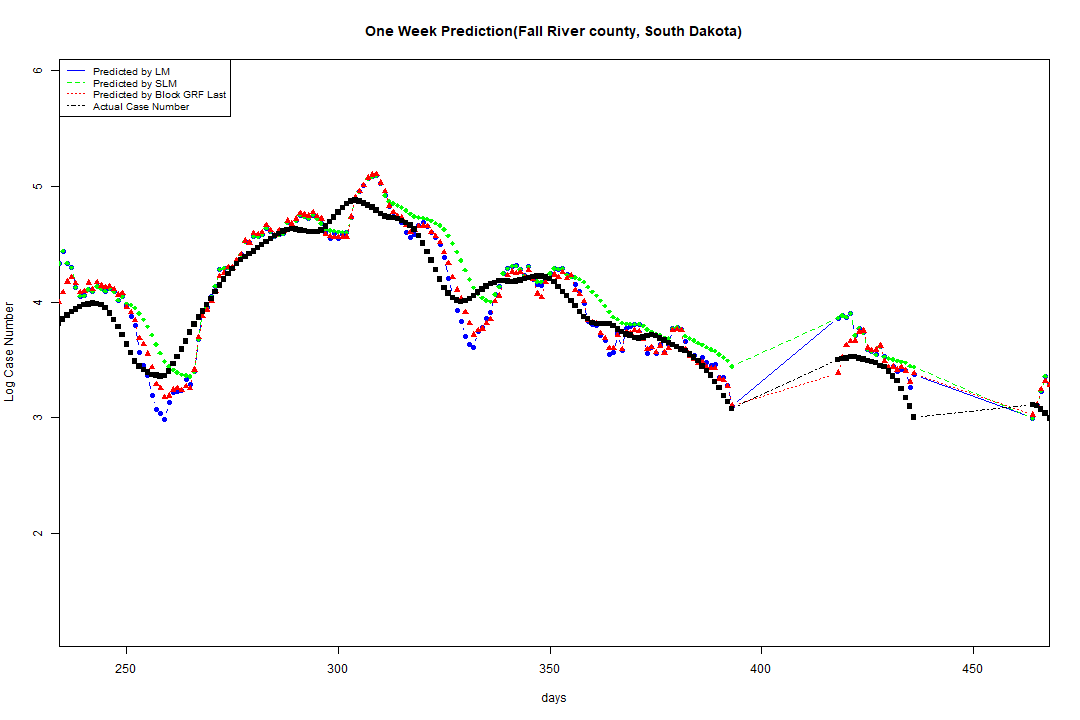 One Week Prediction(Fall River county, South Dakota)
Predicted by LM
Predicted by SLM
Predicted by Block GRF Last
Actual Case Number
6
5
4
3
2
Log Case Number
250 300 350 400 450
days